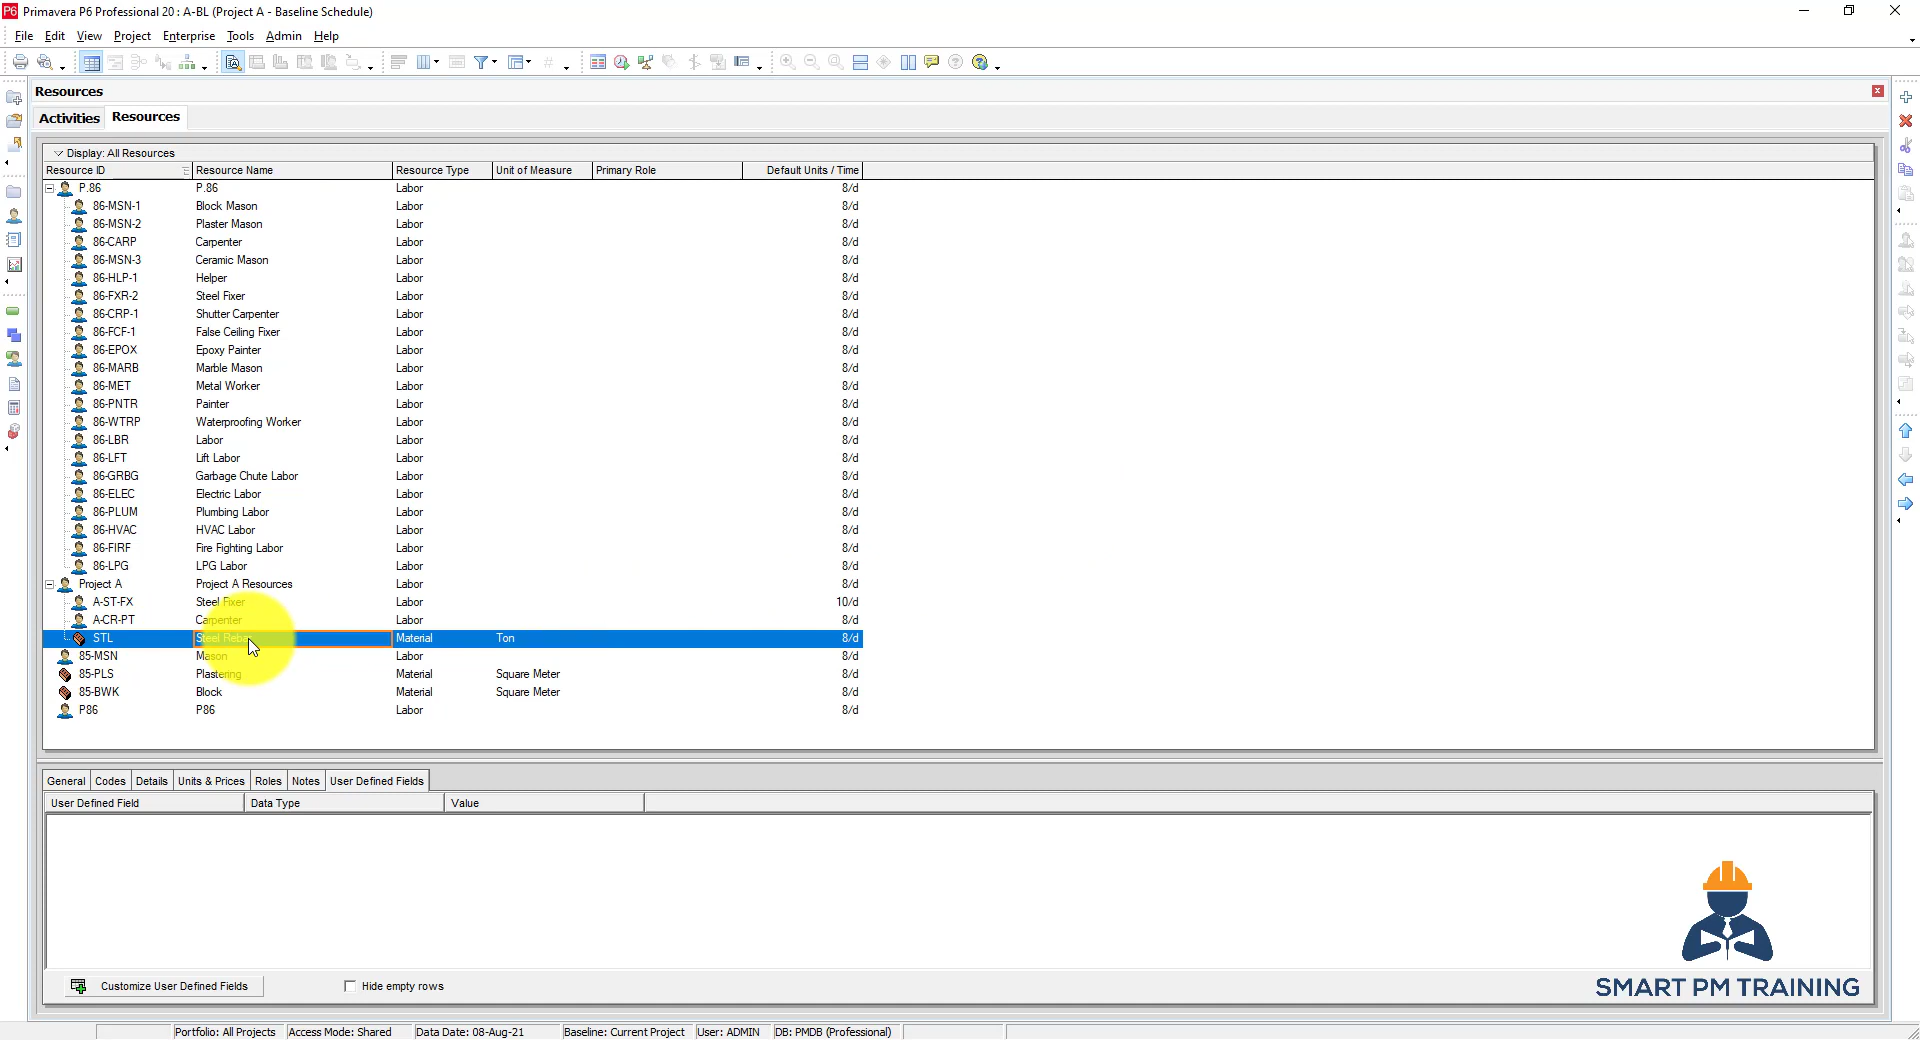 P6 Primavera P6 Professional 20 : A-BL (Project A - Baseline Schedule)
File Edit View Project Enterprise Tools Admin Help
Resources
Activities Resources
Display: All Resources
Resource ID Resource Name Resource Type Unit of Measure Primary Role Default Units / Time
P.86 P.86 Labor 8/d
86-MSN-1 Block Mason Labor 8/d
86-MSN-2 Plaster Mason Labor 8/d
86-CARP Carpenter Labor 8/d
86-MSN-3 Ceramic Mason Labor 8/d
86-HLP-1 Helper Labor 8/d
86-FXR-2 Steel Fixer Labor 8/d
86-CRP-1 Shutter Carpenter Labor 8/d
86-FCF-1 False Ceiling Fixer Labor 8/d
86-EPOX Epoxy Painter Labor 8/d
86-MARB Marble Mason Labor 8/d
86-MET Metal Worker Labor 8/d
86-PNTR Painter Labor 8/d
86-WTRP Waterproofing Worker Labor 8/d
86-LBR Labor Labor 8/d
86-LFT Lift Labor Labor 8/d
86-GRBG Garbage Chute Labor Labor 8/d
86-ELEC Electric Labor Labor 8/d
86-PLUM Plumbing Labor Labor 8/d
86-HVAC HVAC Labor Labor 8/d
86-FIRF Fire Fighting Labor Labor 8/d
86-LPG LPG Labor Labor 8/d
Project A Project A Resources Labor 8/d
A-ST-FX Steel Fixer Labor 10/d
A-CR-PT Carpenter Labor 8/d
STL Steel Rebar Material Ton 8/d
85-MSN Mason Labor 8/d
85-PLS Plastering Material Square Meter 8/d
85-BWK Block Material Square Meter 8/d
P86 P86 Labor 8/d
General Codes Details Units & Prices Roles Notes User Defined Fields
User Defined Field Data Type Value
Customize User Defined Fields Hide empty rows
SMART PM TRAINING
Portfolio: All Projects Access Mode: Shared Data Date: 08-Aug-21 Baseline: Current Project User: ADMIN DB: PMDB (Professional)